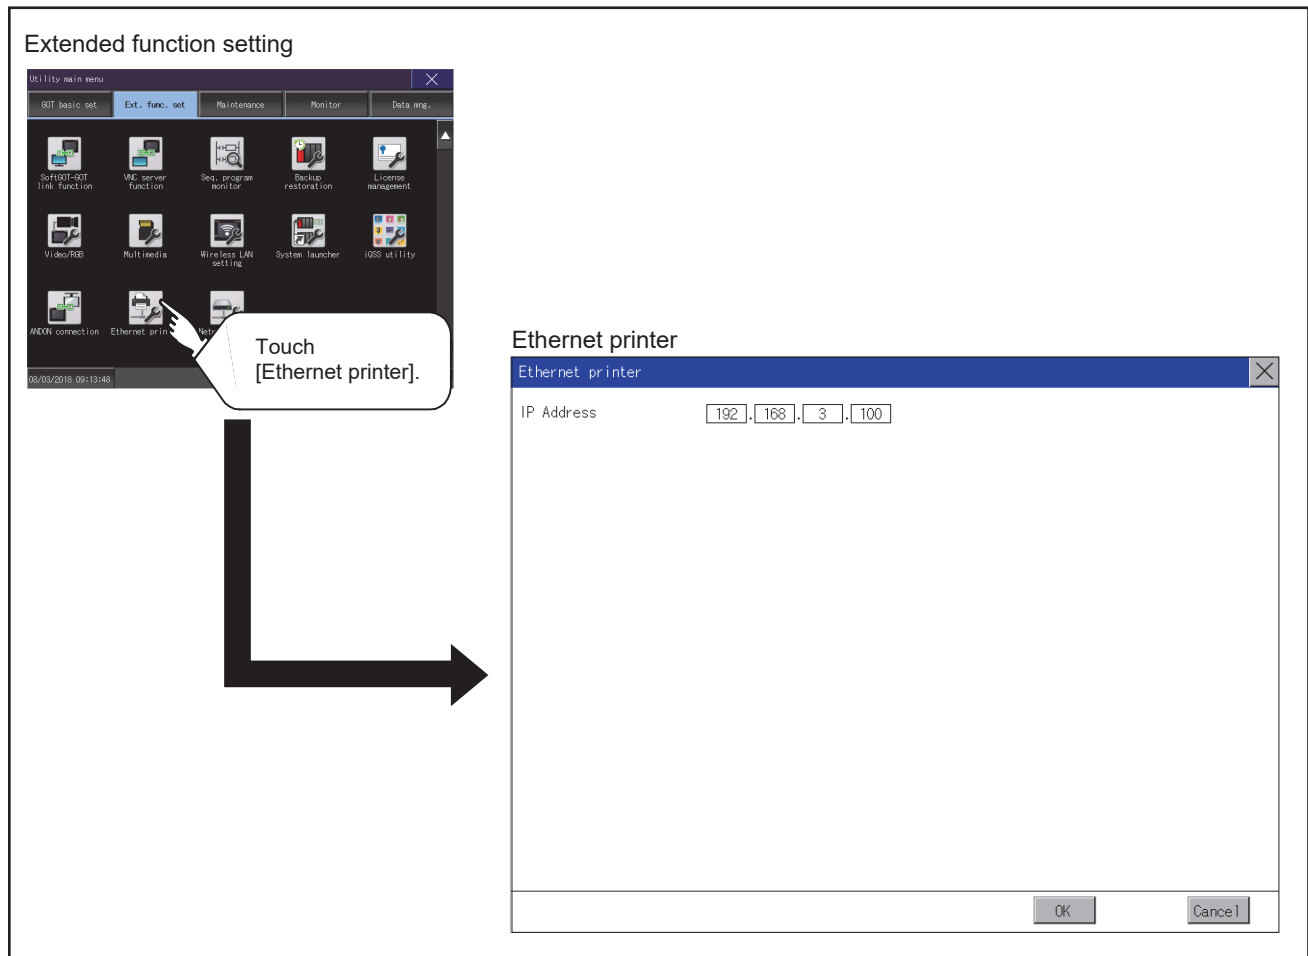 Extended function setting
Utility main menu
GOT basic set Ext. func. set Maintenance Monitor Data mng.
SoftGOT-GOT
link function
VNC server
function
Seq. program
monitor
Backup
restoration
License
management
Video/RGB
Multimedia
Wireless LAN
setting
System launcher
iQSS utility
ANDON connection
Ethernet prin
Netw
08/03/2018 09:13:48
Touch
[Ethernet printer].
Ethernet printer
Ethernet printer
IP Address 192 . 168 . 3 . 100
OK Cancel